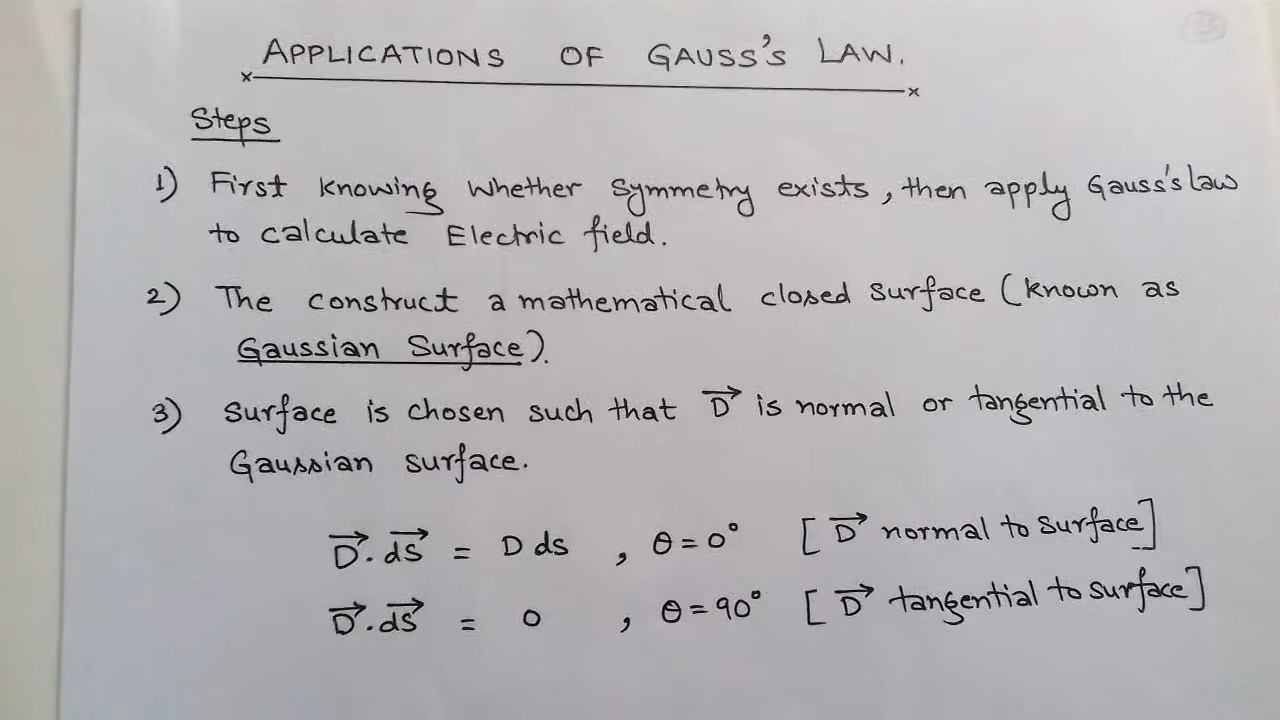 APPLICATIONS OF GAUSS'S LAW.
Steps
1) First knowing whether symmetry exists, then apply Gauss's law
to calculate Electric field.
2) The construct a mathematical closed surface (known as
Gaussian Surface).
3) Surface is chosen such that D⃗ is normal or tangential to the
Gaussian surface.
D⃗.ds⃗ = D ds , θ = 0° [D⃗ normal to surface]
D⃗.ds⃗ = 0 , θ = 90° [D⃗ tangential to surface]